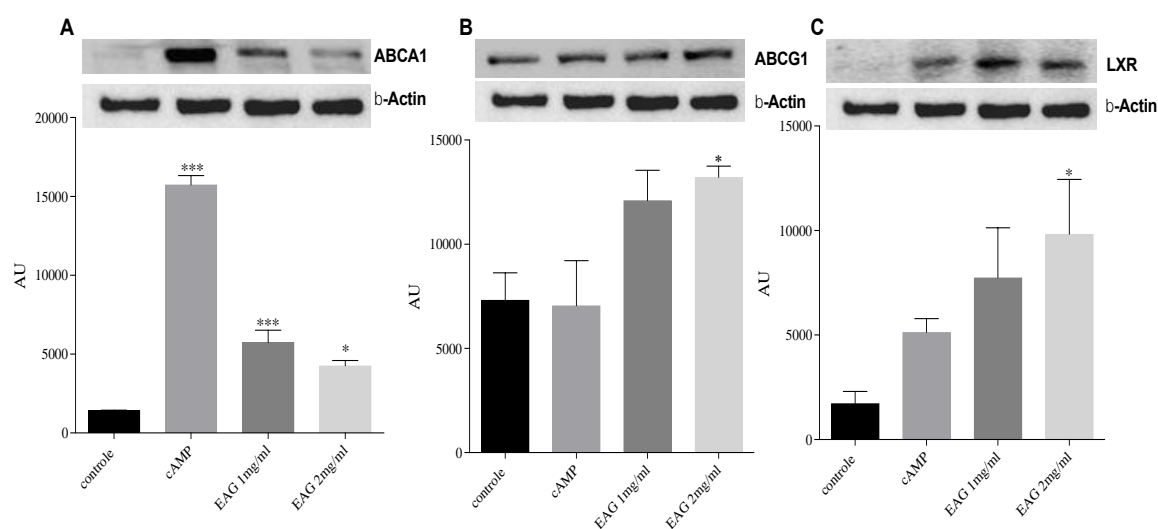 A
ABCA1
b-Actin
20000
15000
10000
5000
0
AU
***
***
*
controle
cAMP
EAG 1mg/ml
EAG 2mg/ml
B
ABCG1
b-Actin
15000
10000
5000
0
AU
*
controle
cAMP
EAG 1mg/ml
EAG 2mg/ml
C
LXR
b-Actin
15000
10000
5000
0
AU
*
controle
cAMP
EAG 1mg/ml
EAG 2mg/ml